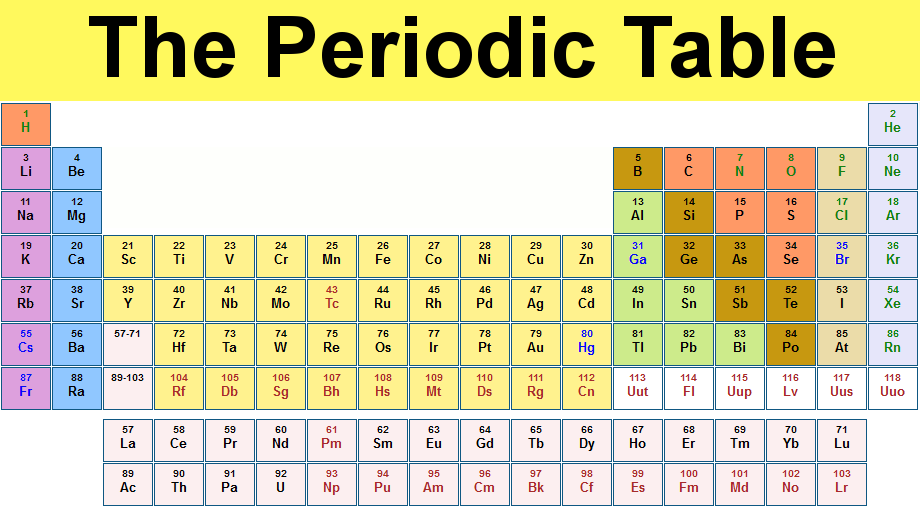 The Periodic Table
1 2
H He
3 4 5 6 7 8 9 10
Li Be B C N O F Ne
11 12 13 14 15 16 17 18
Na Mg Al Si P S Cl Ar
19 20 21 22 23 24 25 26 27 28 29 30 31 32 33 34 35 36
K Ca Sc Ti V Cr Mn Fe Co Ni Cu Zn Ga Ge As Se Br Kr
37 38 39 40 41 42 43 44 45 46 47 48 49 50 51 52 53 54
Rb Sr Y Zr Nb Mo Tc Ru Rh Pd Ag Cd In Sn Sb Te I Xe
55 56 57-71 72 73 74 75 76 77 78 79 80 81 82 83 84 85 86
Cs Ba Hf Ta W Re Os Ir Pt Au Hg Tl Pb Bi Po At Rn
87 88 89-103 104 105 106 107 108 109 110 111 112 113 114 115 116 117 118
Fr Ra Rf Db Sg Bh Hs Mt Ds Rg Cn Uut Fl Uup Lv Uus Uuo
57 58 59 60 61 62 63 64 65 66 67 68 69 70 71
La Ce Pr Nd Pm Sm Eu Gd Tb Dy Ho Er Tm Yb Lu
89 90 91 92 93 94 95 96 97 98 99 100 101 102 103
Ac Th Pa U Np Pu Am Cm Bk Cf Es Fm Md No Lr